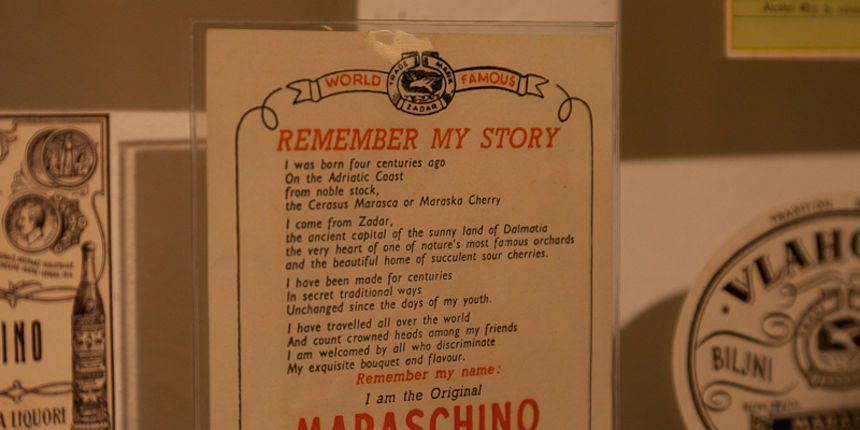 WORLD FAMOUS
TRADE MARK
ZADAR
REMEMBER MY STORY
I was born four centuries ago
On the Adriatic Coast
from noble stock,
the Cerasus Marasca or Maraska Cherry
I come from Zadar,
the ancient capital of the sunny land of Dalmatia
the very heart of one of nature's most famous orchards
and the beautiful home of succulent sour cherries.
I have been made for centuries
In secret traditional ways
Unchanged since the days of my youth.
I have travelled all over the world
And count crowned heads among my friends
I am welcomed by all who discriminate
My exquisite bouquet and flavour.
Remember my name:
I am the Original
MARASCHINO
INO
A LIQUORI
TRADITION
VLAHO
BILJNI